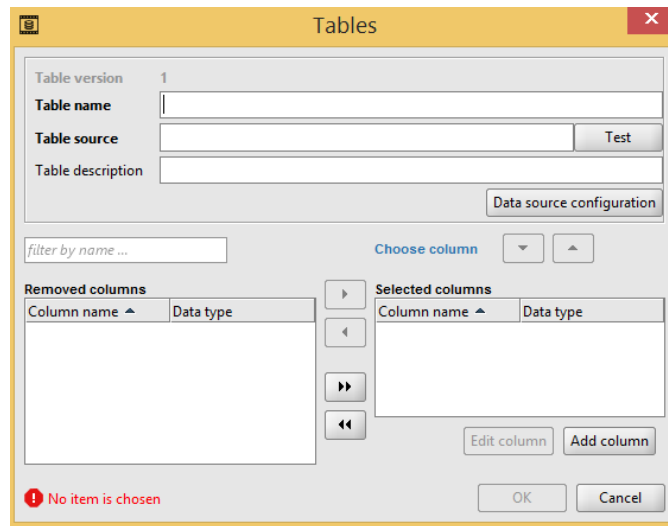 Tables
Table version 1
Table name
Table source Test
Table description
Data source configuration
filter by name ... Choose column
Removed columns Selected columns
Column name Data type Column name Data type
Edit column Add column
No item is chosen OK Cancel